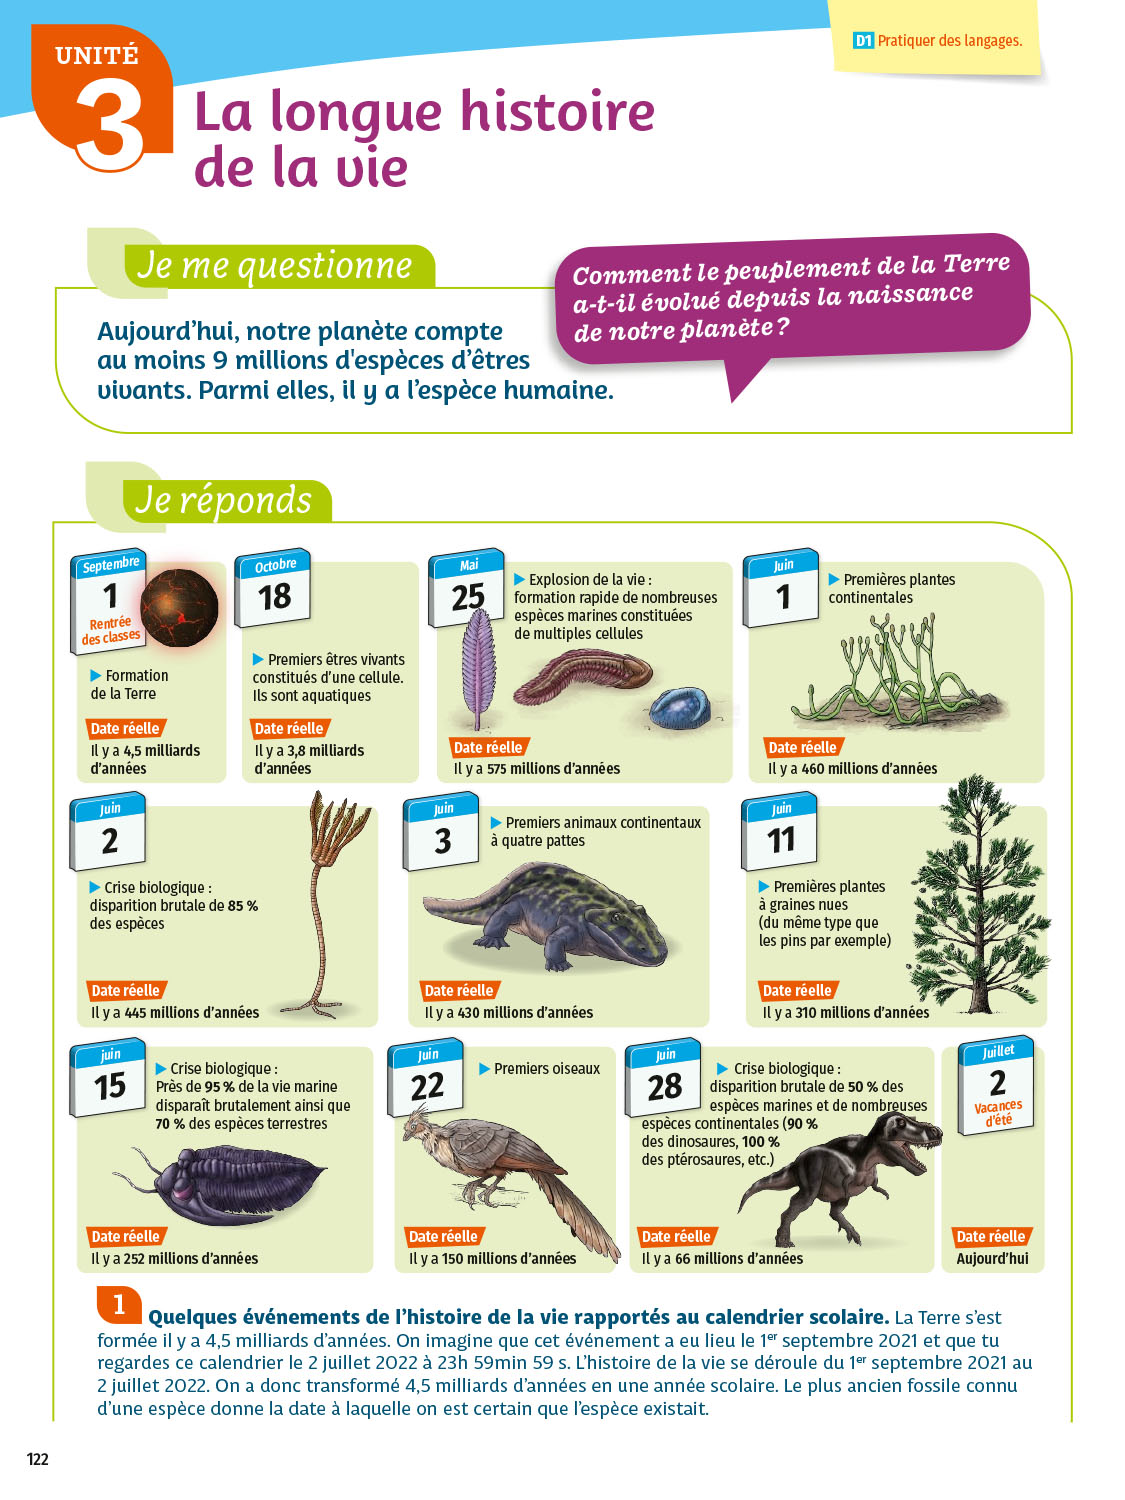 UNITÉ
3
D1 Pratiquer des langages.
La longue histoire
de la vie
Je me questionne
Comment le peuplement de la Terre
a-t-il évolué depuis la naissance
de notre planète ?
Aujourd’hui, notre planète compte
au moins 9 millions d'espèces d’êtres
vivants. Parmi elles, il y a l’espèce humaine.
Je réponds
Septembre
1
Rentrée
des classes
▶ Formation
de la Terre
Date réelle
Il y a 4,5 milliards
d’années
Octobre
18
▶ Premiers êtres vivants
constitués d’une cellule.
Ils sont aquatiques
Date réelle
Il y a 3,8 milliards
d’années
Mai
25
▶ Explosion de la vie :
formation rapide de nombreuses
espèces marines constituées
de multiples cellules
Date réelle
Il y a 575 millions d’années
Juin
1
▶ Premières plantes
continentales
Date réelle
Il y a 460 millions d’années
Juin
2
▶ Crise biologique :
disparition brutale de 85 %
des espèces
Date réelle
Il y a 445 millions d’années
Juin
3
▶ Premiers animaux continentaux
à quatre pattes
Date réelle
Il y a 430 millions d’années
Juin
11
▶ Premières plantes
à graines nues
(du même type que
les pins par exemple)
Date réelle
Il y a 310 millions d’années
juin
15
▶ Crise biologique :
Près de 95 % de la vie marine
disparaît brutalement ainsi que
70 % des espèces terrestres
Date réelle
Il y a 252 millions d’années
Juin
22
▶ Premiers oiseaux
Date réelle
Il y a 150 millions d’années
Juin
28
▶ Crise biologique :
disparition brutale de 50 % des
espèces marines et de nombreuses
espèces continentales (90 %
des dinosaures, 100 %
des ptérosaures, etc.)
Date réelle
Il y a 66 millions d’années
Juillet
2
Vacances
d’été
Date réelle
Aujourd’hui
1 Quelques événements de l’histoire de la vie rapportés au calendrier scolaire. La Terre s’est
formée il y a 4,5 milliards d’années. On imagine que cet événement a eu lieu le 1er septembre 2021 et que tu
regardes ce calendrier le 2 juillet 2022 à 23h 59min 59 s. L’histoire de la vie se déroule du 1er septembre 2021 au
2 juillet 2022. On a donc transformé 4,5 milliards d’années en une année scolaire. Le plus ancien fossile connu
d’une espèce donne la date à laquelle on est certain que l’espèce existait.
122